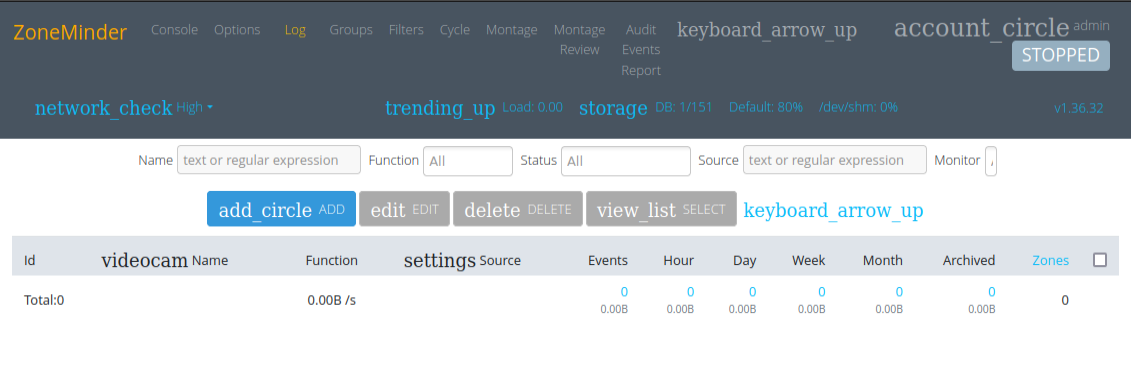 ZoneMinder Console Options Log Groups Filters Cycle Montage Montage Review Audit Events Report keyboard_arrow_up account_circle admin
STOPPED
network_check High trending_up Load: 0.00 storage DB: 1/151 Default: 80% /dev/shm: 0% v1.36.32
Name text or regular expression Function All Status All Source text or regular expression Monitor
add_circle ADD edit EDIT delete DELETE view_list SELECT keyboard_arrow_up
Id videocam Name Function settings Source Events Hour Day Week Month Archived Zones
Total:0 0.00B /s 0 0 0 0 0 0 0
0.00B 0.00B 0.00B 0.00B 0.00B 0.00B